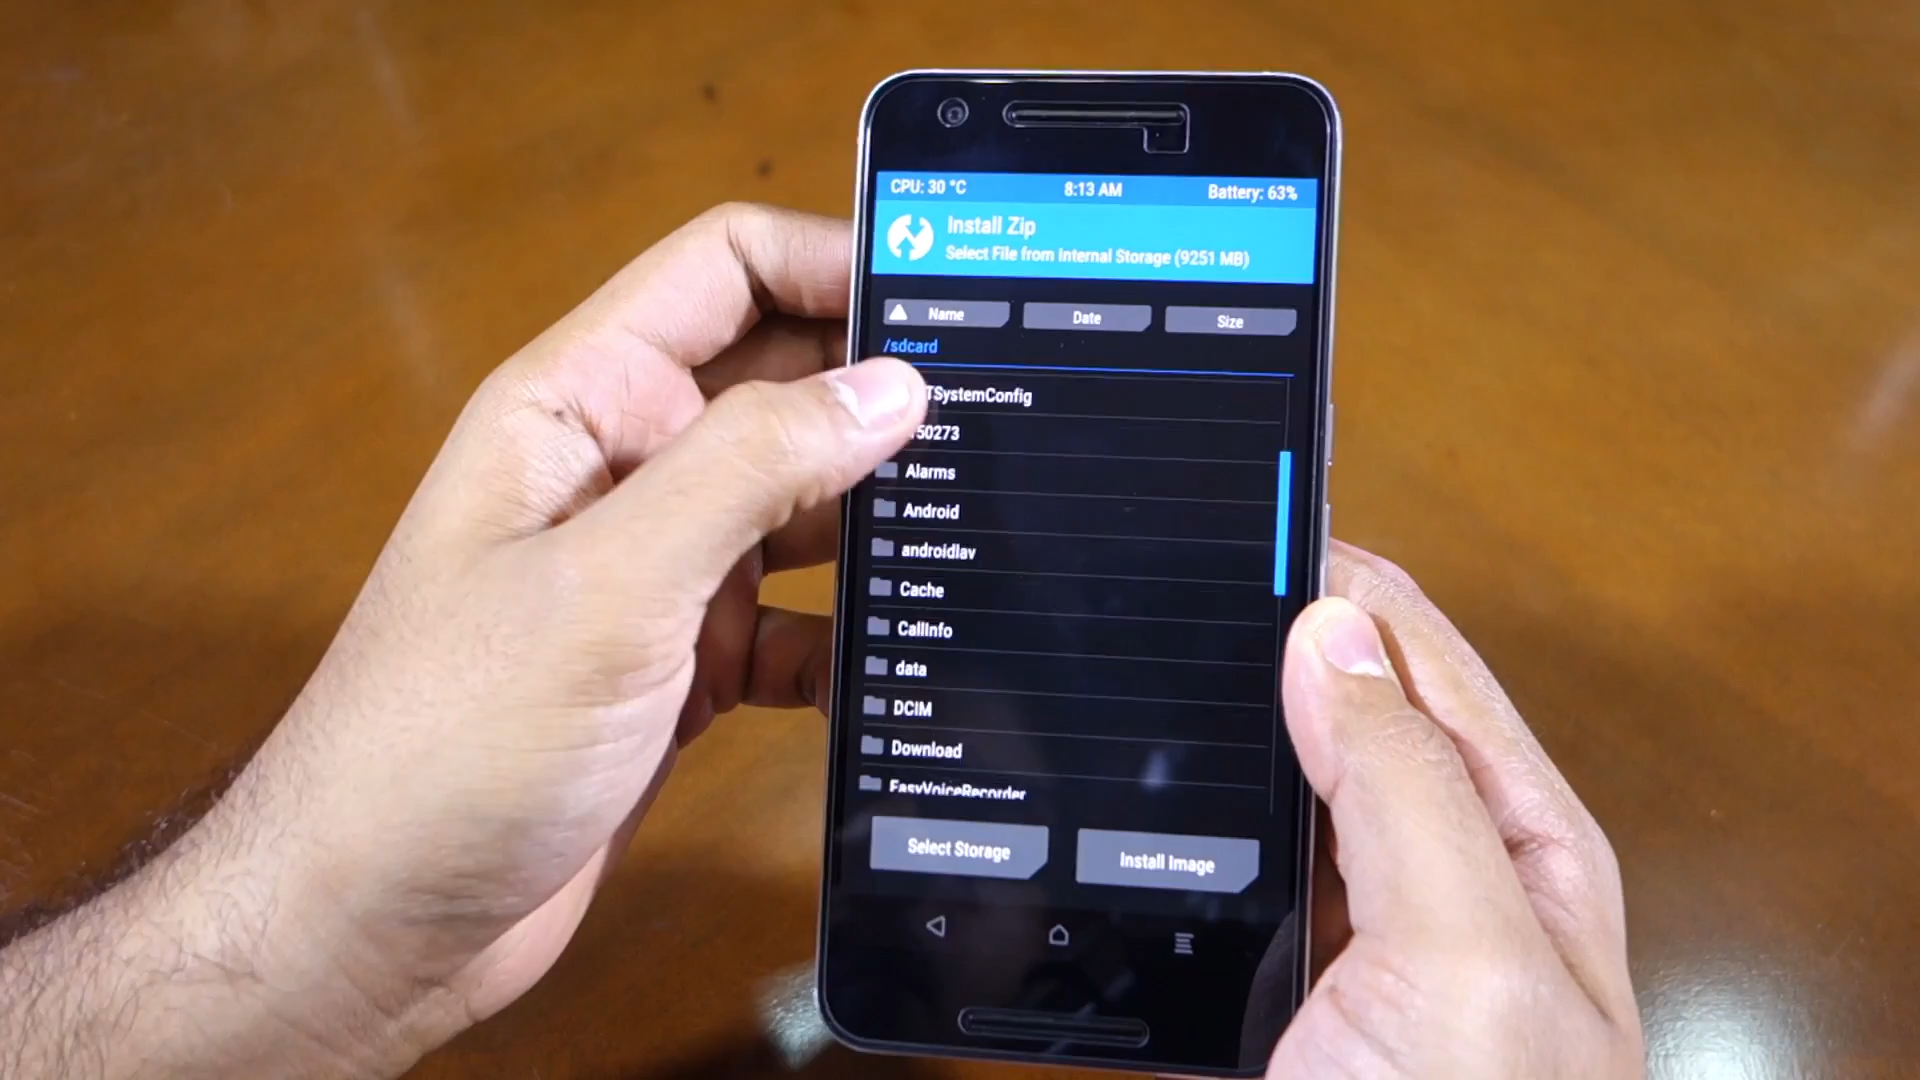 CPU: 30 °C 8:13 AM Battery: 63%
Install Zip
Select File from Internal Storage (9251 MB)
Name Date Size
/sdcard
TSystemConfig
50273
Alarms
Android
androidlav
Cache
CallInfo
data
DCIM
Download
EasyVoiceRecorder
Select Storage Install Image